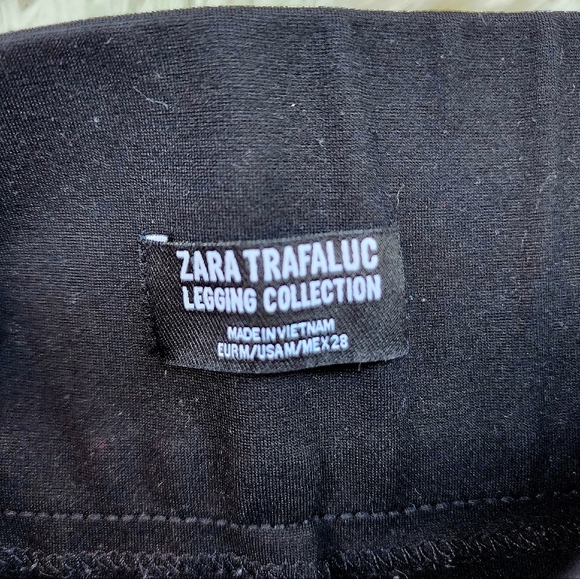 ZARA TRAFALUC
LEGGING COLLECTION
MADE IN VIETNAM
EUR M/USA M/MEX 28